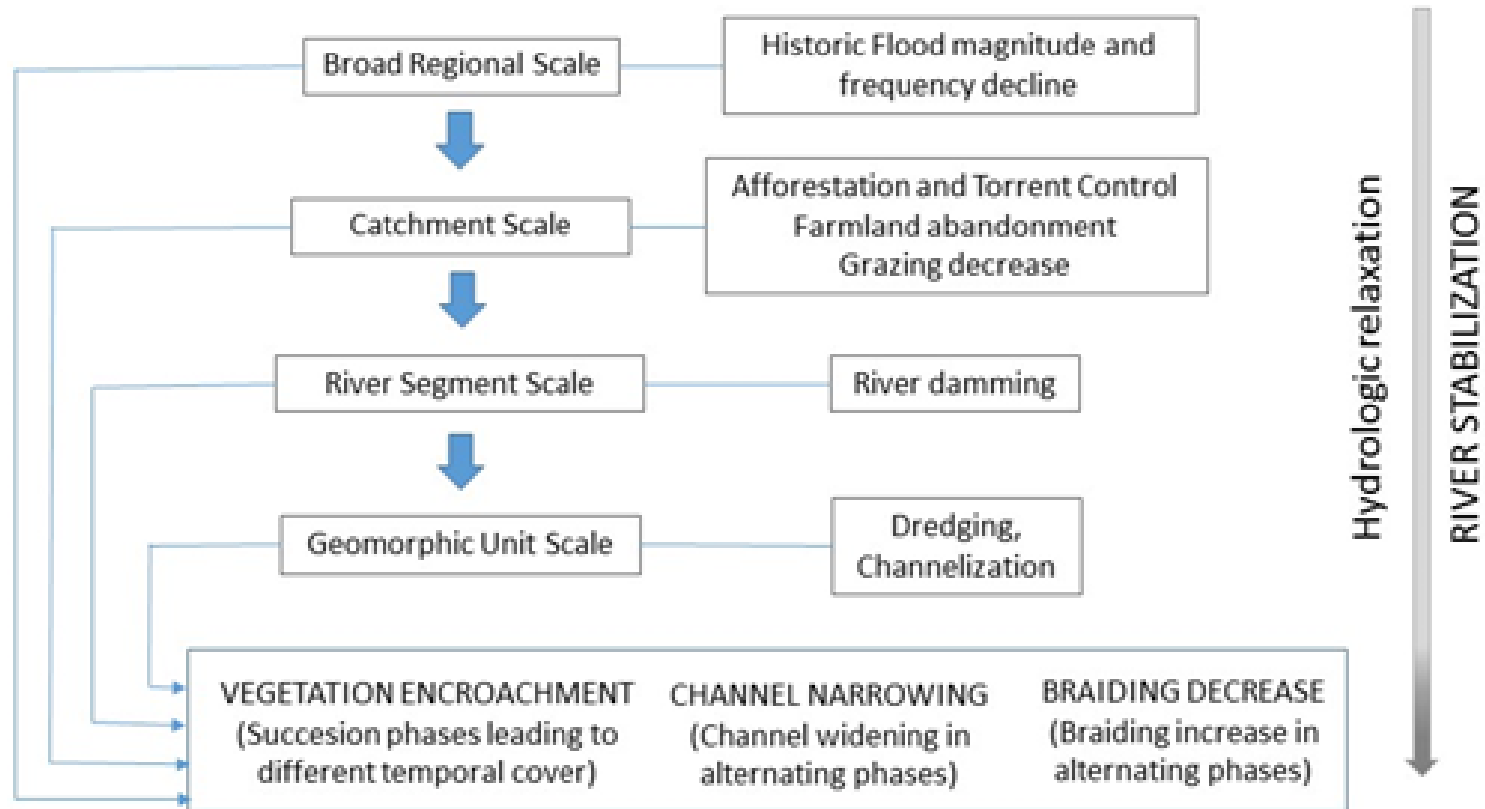 Broad Regional Scale
Historic Flood magnitude and
frequency decline
Catchment Scale
Afforestation and Torrent Control
Farmland abandonment
Grazing decrease
River Segment Scale
River damming
Geomorphic Unit Scale
Dredging,
Channelization
VEGETATION ENCROACHMENT
(Succesion phases leading to
different temporal cover)
CHANNEL NARROWING
(Channel widening in
alternating phases)
BRAIDING DECREASE
(Braiding increase in
alternating phases)
Hydrologic relaxation
RIVER STABILIZATION